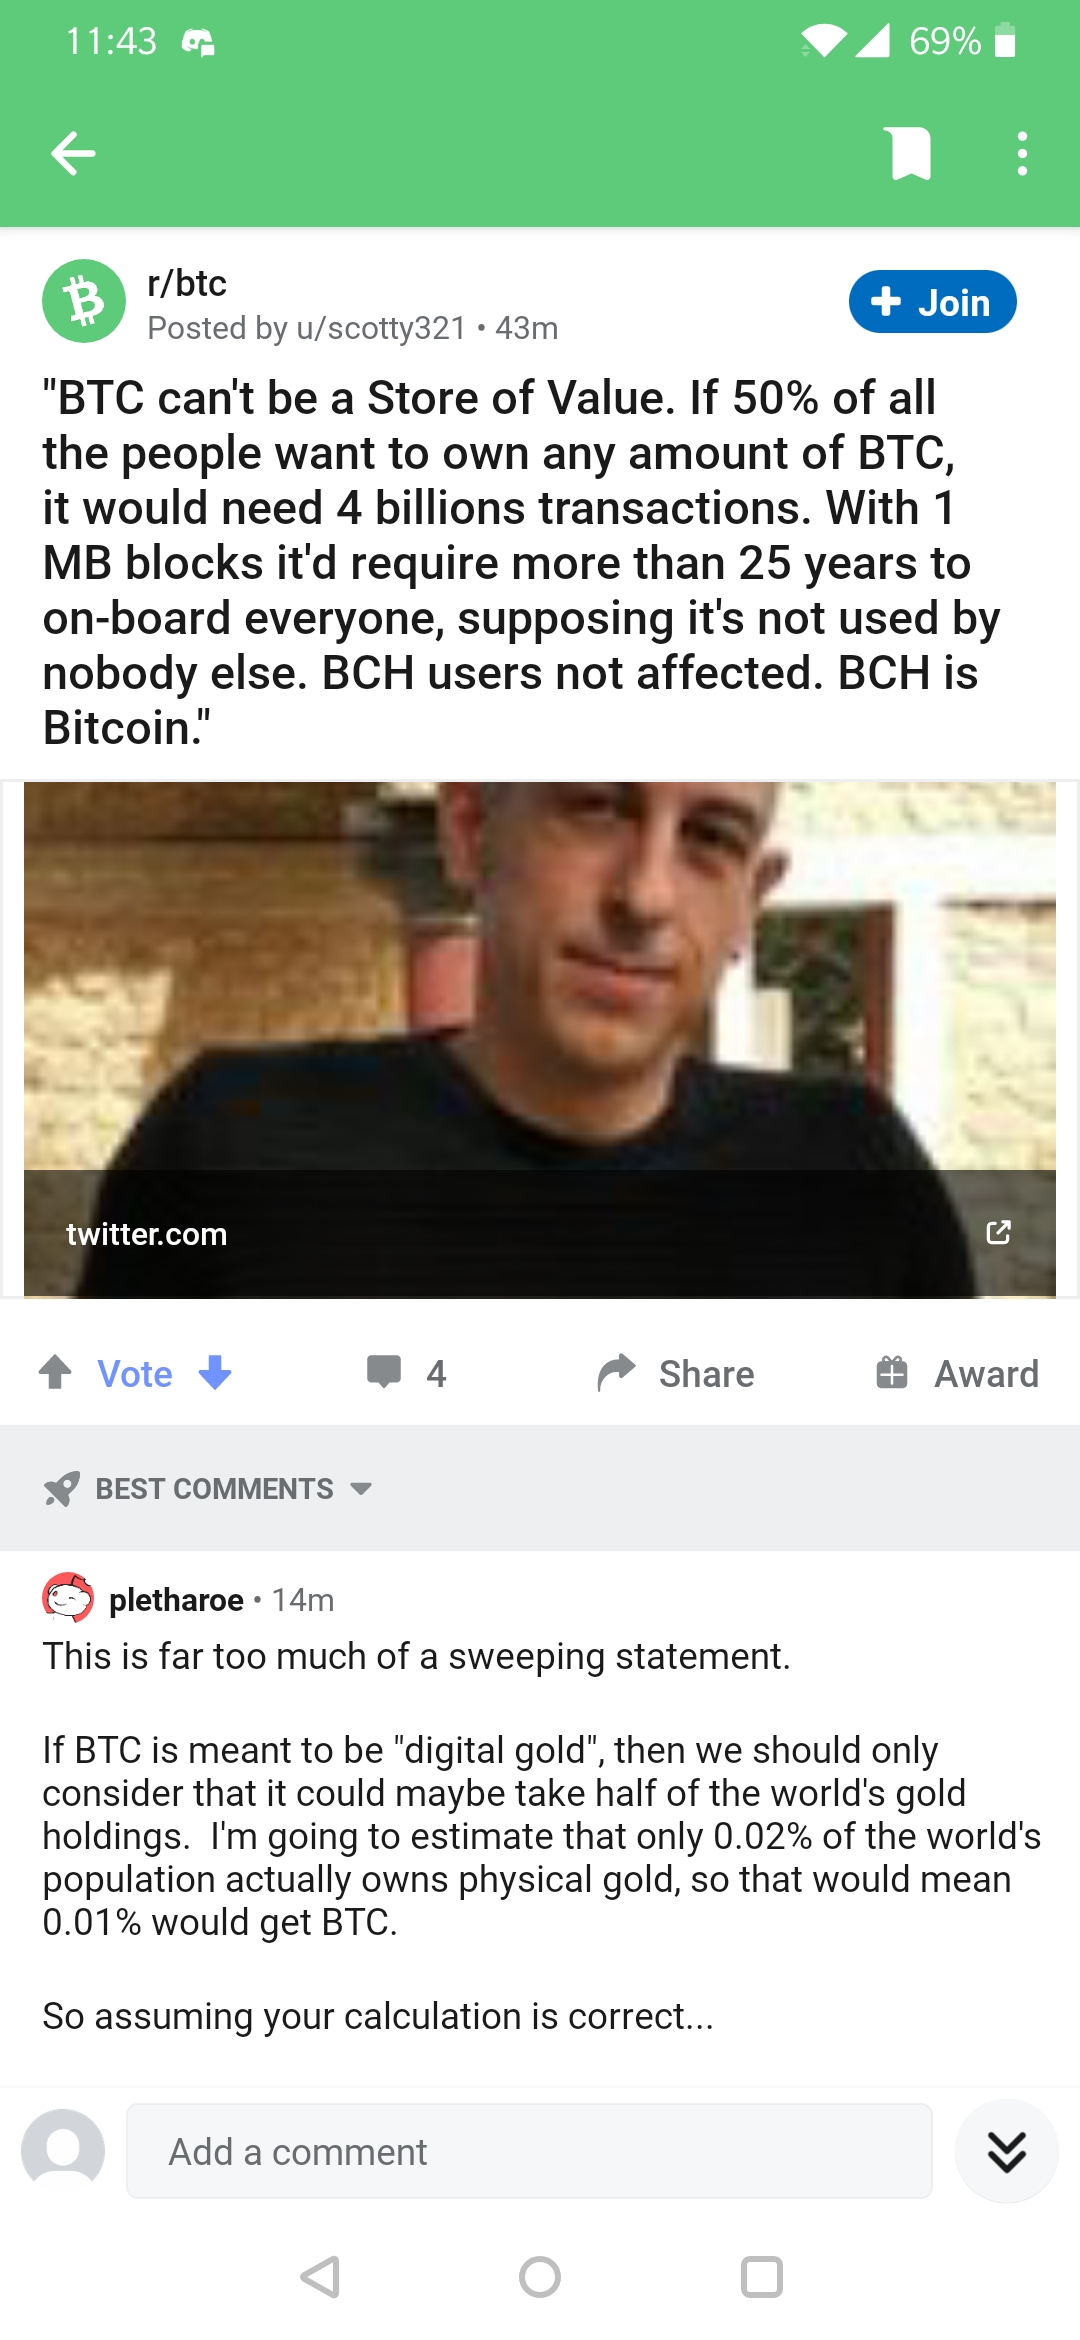 11:43
69%
r/btc
Posted by u/scotty321 • 43m
+ Join
"BTC can't be a Store of Value. If 50% of all
the people want to own any amount of BTC,
it would need 4 billions transactions. With 1
MB blocks it'd require more than 25 years to
on-board everyone, supposing it's not used by
nobody else. BCH users not affected. BCH is
Bitcoin."
twitter.com
Vote
4
Share
Award
BEST COMMENTS
pletharoe • 14m
This is far too much of a sweeping statement.
If BTC is meant to be "digital gold", then we should only
consider that it could maybe take half of the world's gold
holdings.  I'm going to estimate that only 0.02% of the world's
population actually owns physical gold, so that would mean
0.01% would get BTC.
So assuming your calculation is correct...
Add a comment